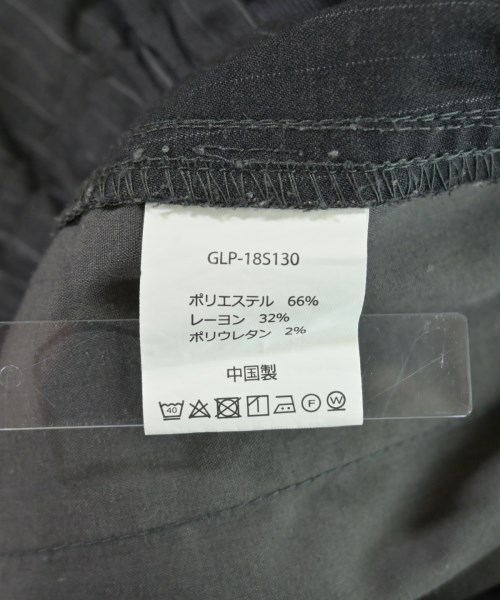 GLP-18S130
ポリエステル 66%
レーヨン 32%
ポリウレタン 2%
中国製
40 F W